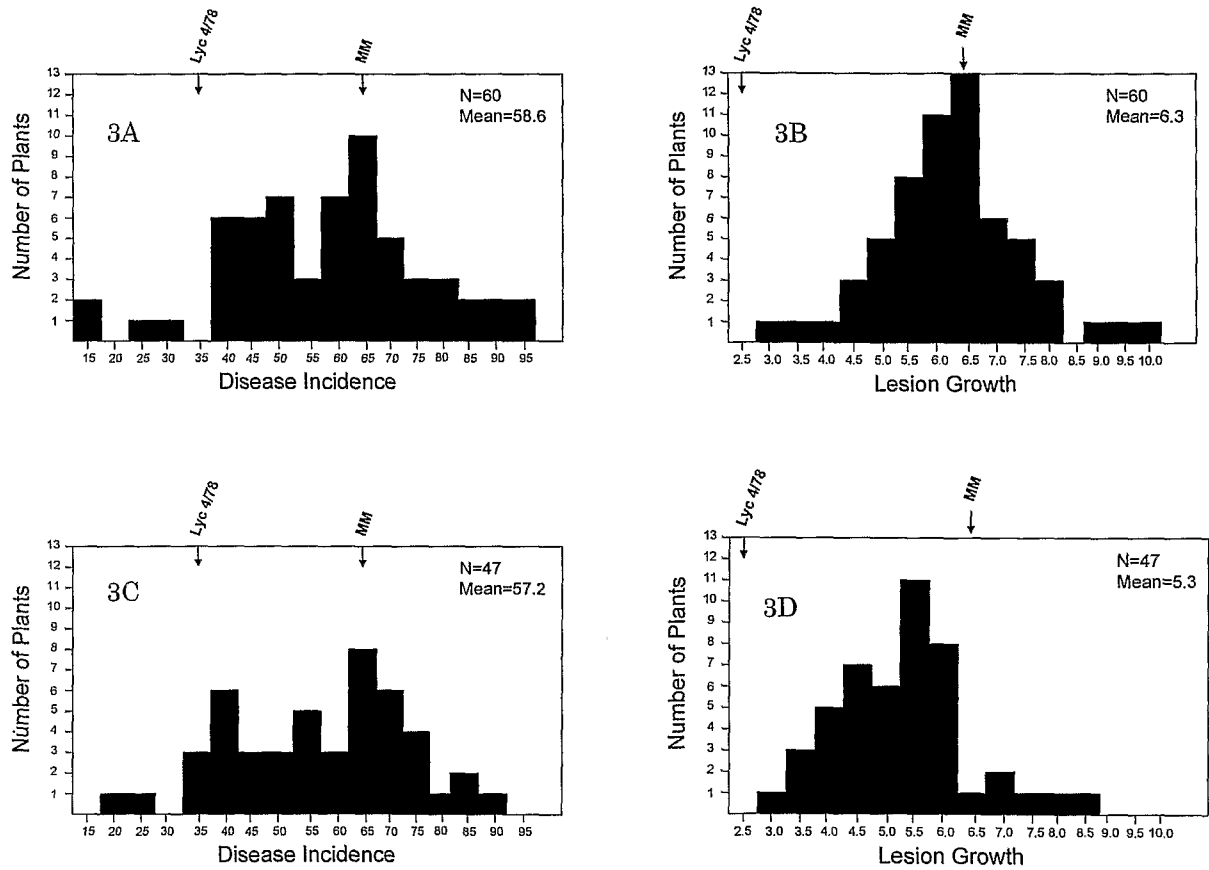 Lyc 4/78
MM
13
12
11
10
9
8
7
6
5
4
3
2
1
Number of Plants
3A
N=60
Mean=58.6
15 20 25 30 35 40 45 50 55 60 65 70 75 80 85 90 95
Disease Incidence
Lyc 4/78
MM
13
12
11
10
9
8
7
6
5
4
3
2
1
Number of Plants
3B
N=60
Mean=6.3
2.5 3.0 3.5 4.0 4.5 5.0 5.5 6.0 6.5 7.0 7.5 8.0 8.5 9.0 9.5 10.0
Lesion Growth
Lyc 4/78
MM
13
12
11
10
9
8
7
6
5
4
3
2
1
Number of Plants
3C
N=47
Mean=57.2
15 20 25 30 35 40 45 50 55 60 65 70 75 80 85 90 95
Disease Incidence
Lyc 4/78
MM
13
12
11
10
9
8
7
6
5
4
3
2
1
Number of Plants
3D
N=47
Mean=5.3
2.5 3.0 3.5 4.0 4.5 5.0 5.5 6.0 6.5 7.0 7.5 8.0 8.5 9.0 9.5 10.0
Lesion Growth